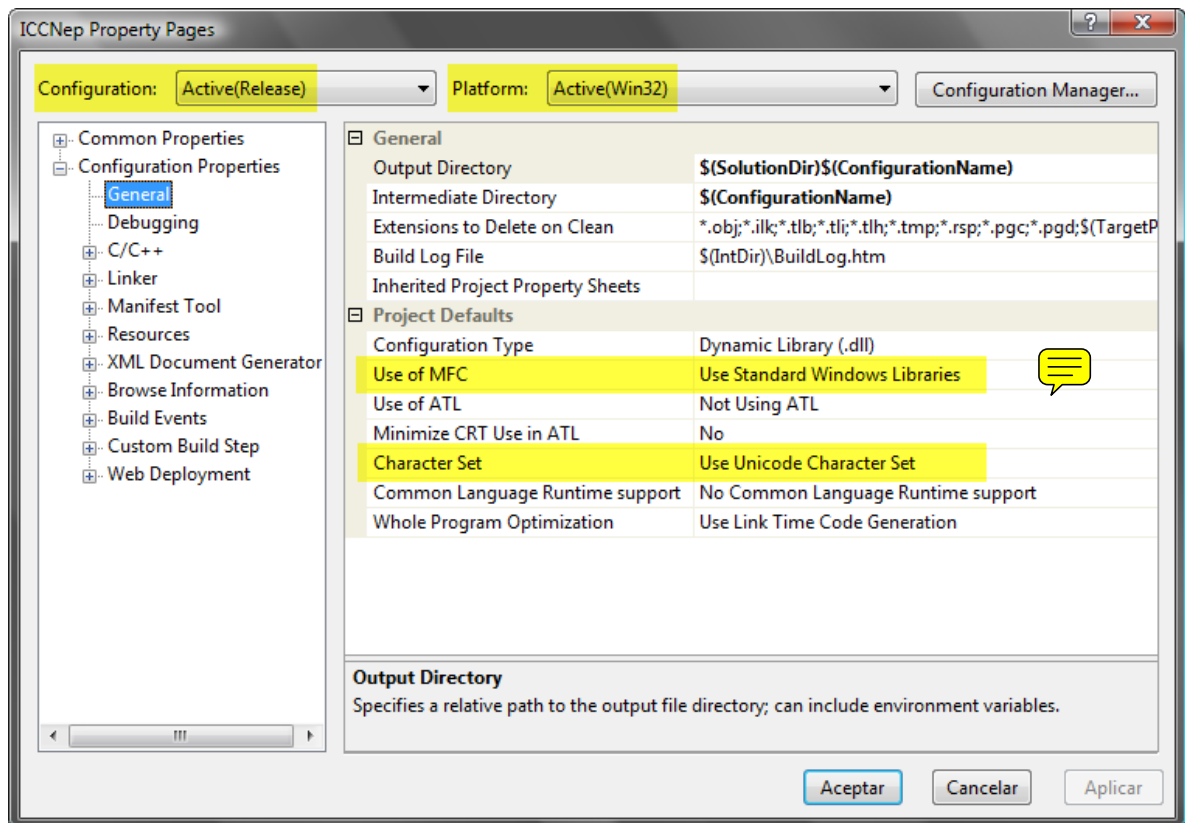 ICCNep Property Pages
Configuration: Active(Release) Platform: Active(Win32) Configuration Manager...
Common Properties
Configuration Properties
General
Debugging
C/C++
Linker
Manifest Tool
Resources
XML Document Generator
Browse Information
Build Events
Custom Build Step
Web Deployment
General
Output Directory $(SolutionDir)$(ConfigurationName)
Intermediate Directory $(ConfigurationName)
Extensions to Delete on Clean *.obj;*.ilk;*.tlb;*.tli;*.tlh;*.tmp;*.rsp;*.pgc;*.pgd;$(TargetP
Build Log File $(IntDir)\BuildLog.htm
Inherited Project Property Sheets
Project Defaults
Configuration Type Dynamic Library (.dll)
Use of MFC Use Standard Windows Libraries
Use of ATL Not Using ATL
Minimize CRT Use in ATL No
Character Set Use Unicode Character Set
Common Language Runtime support No Common Language Runtime support
Whole Program Optimization Use Link Time Code Generation
Output Directory
Specifies a relative path to the output file directory; can include environment variables.
Aceptar Cancelar Aplicar